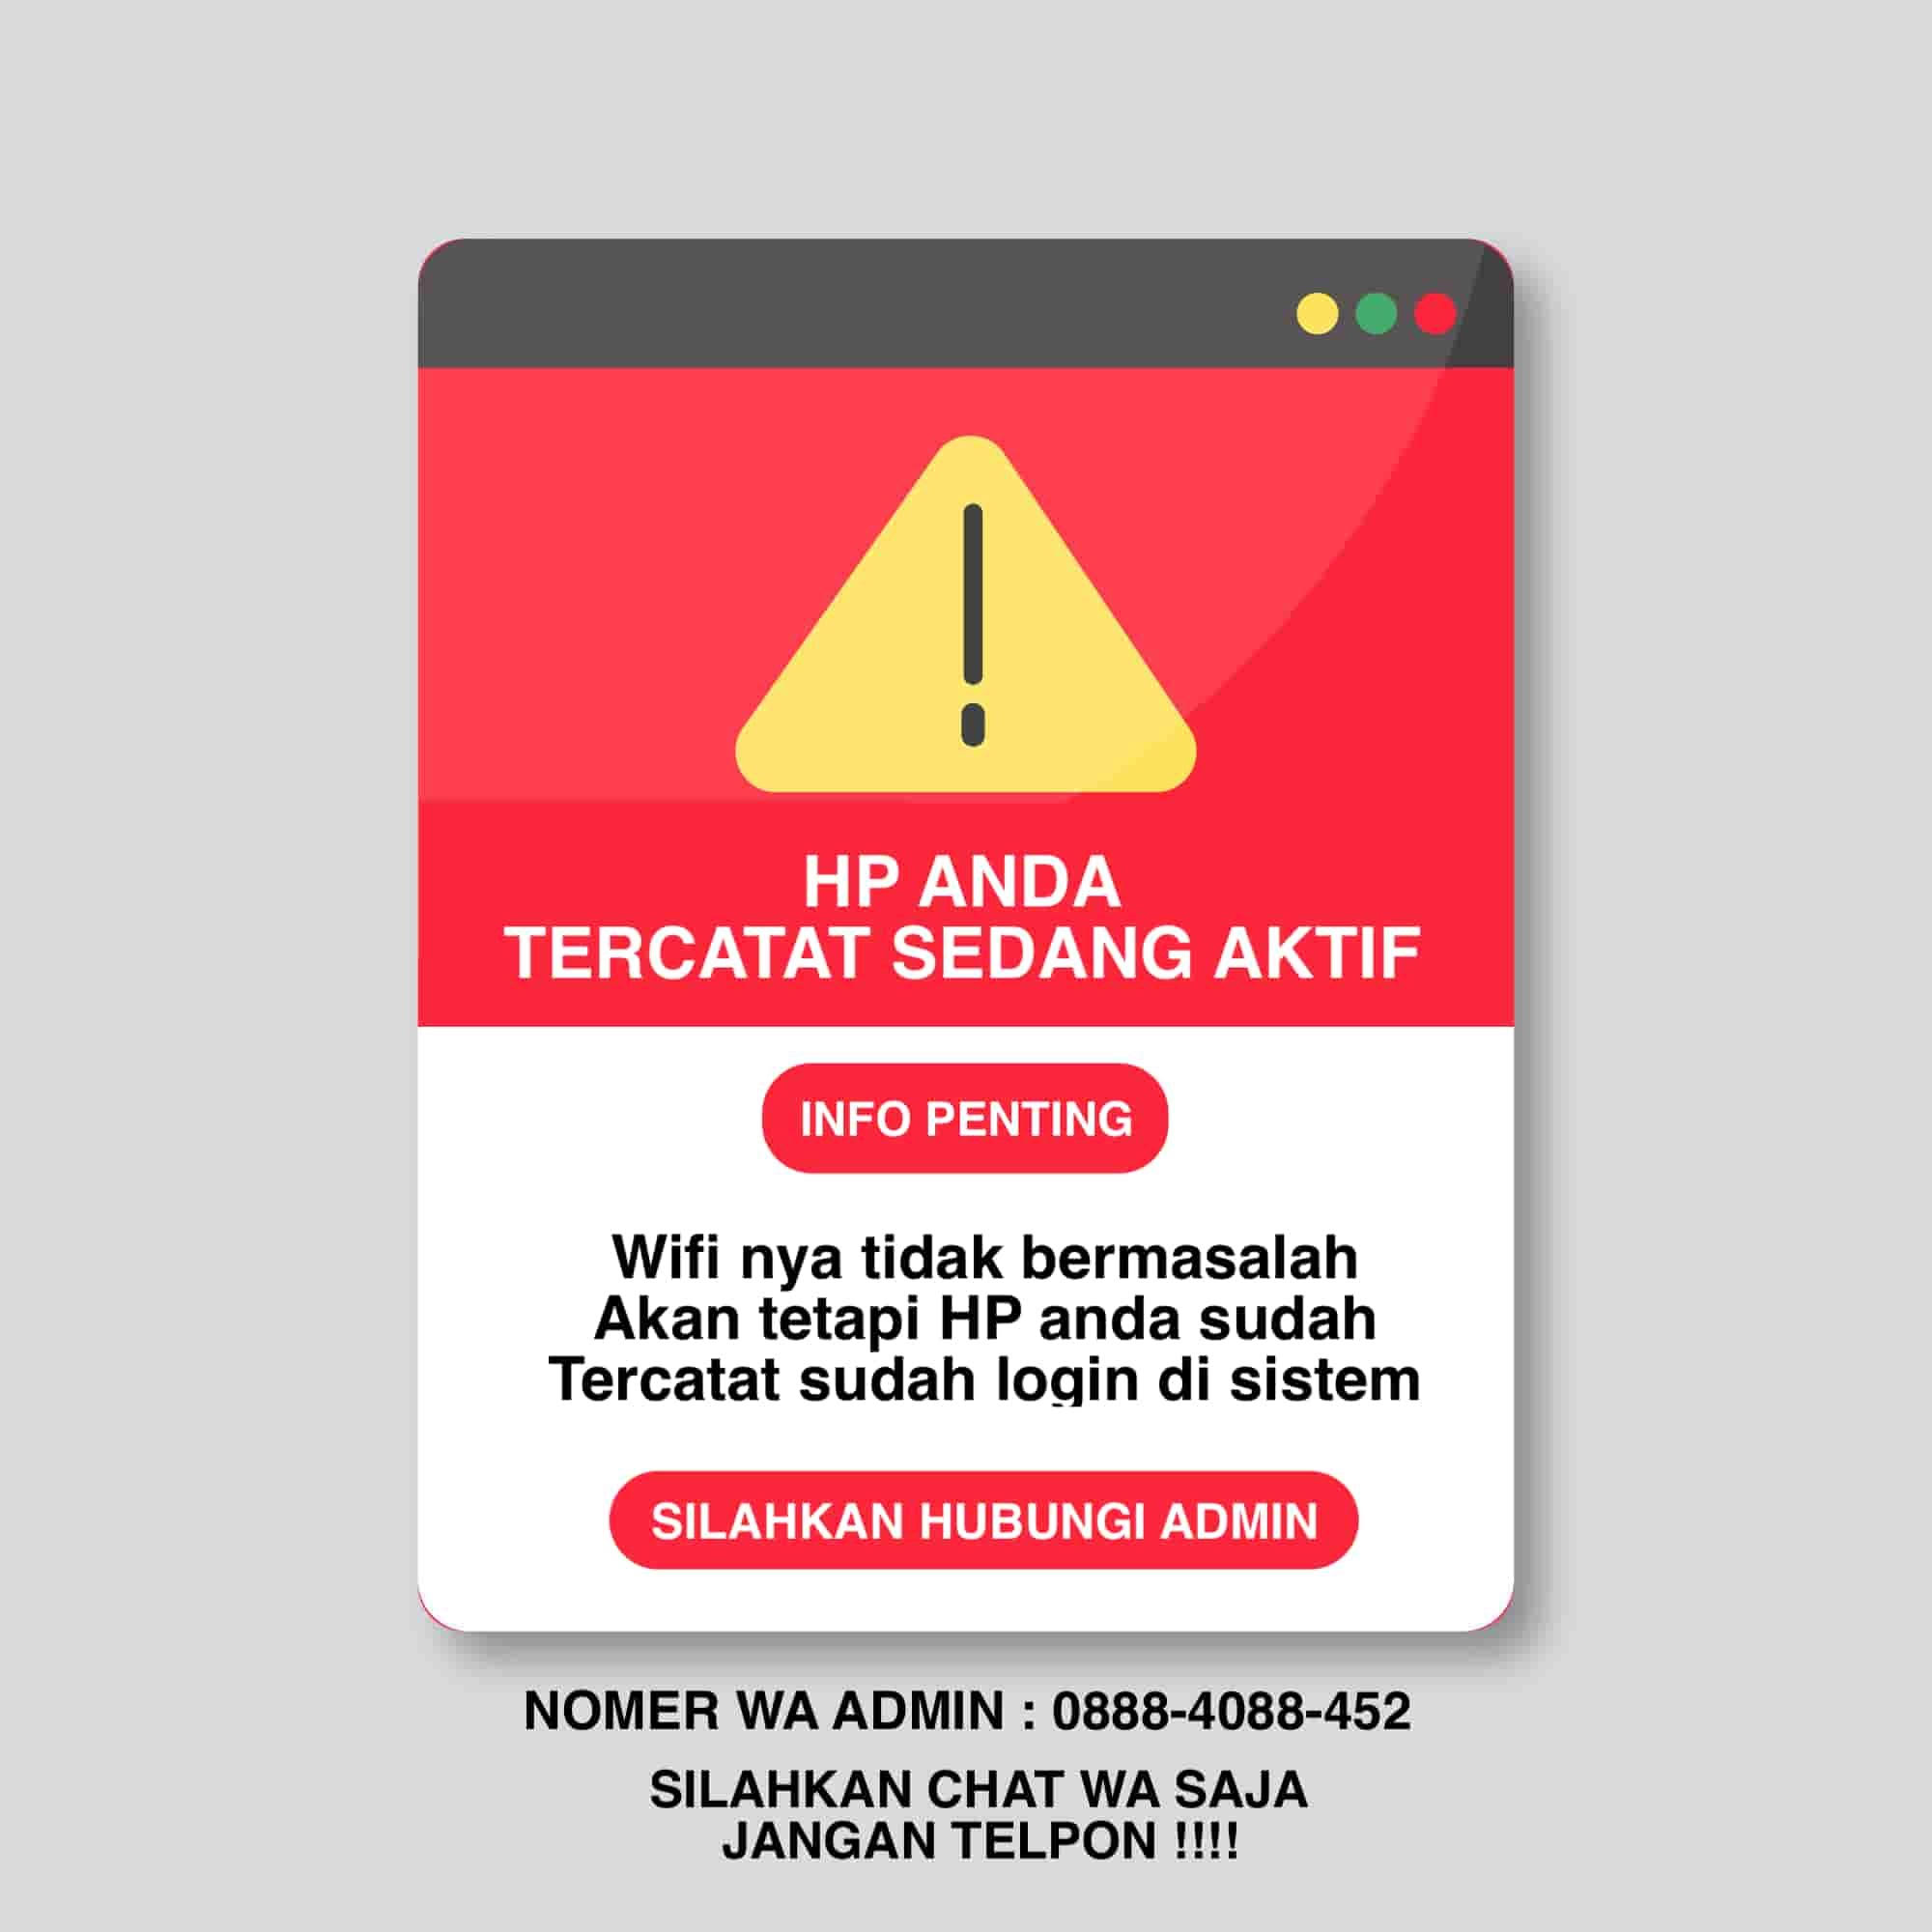 HP ANDA
TERCATAT SEDANG AKTIF
INFO PENTING
Wifi nya tidak bermasalah
Akan tetapi HP anda sudah
Tercatat sudah login di sistem
SILAHKAN HUBUNGI ADMIN
NOMER WA ADMIN : 0888-4088-452
SILAHKAN CHAT WA SAJA
JANGAN TELPON !!!!